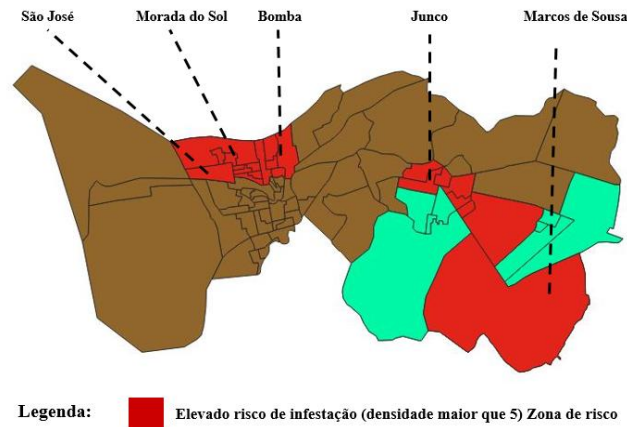 São José Morada do Sol Bomba Junco Marcos de Sousa
Legenda: Elevado risco de infestação (densidade maior que 5) Zona de risco